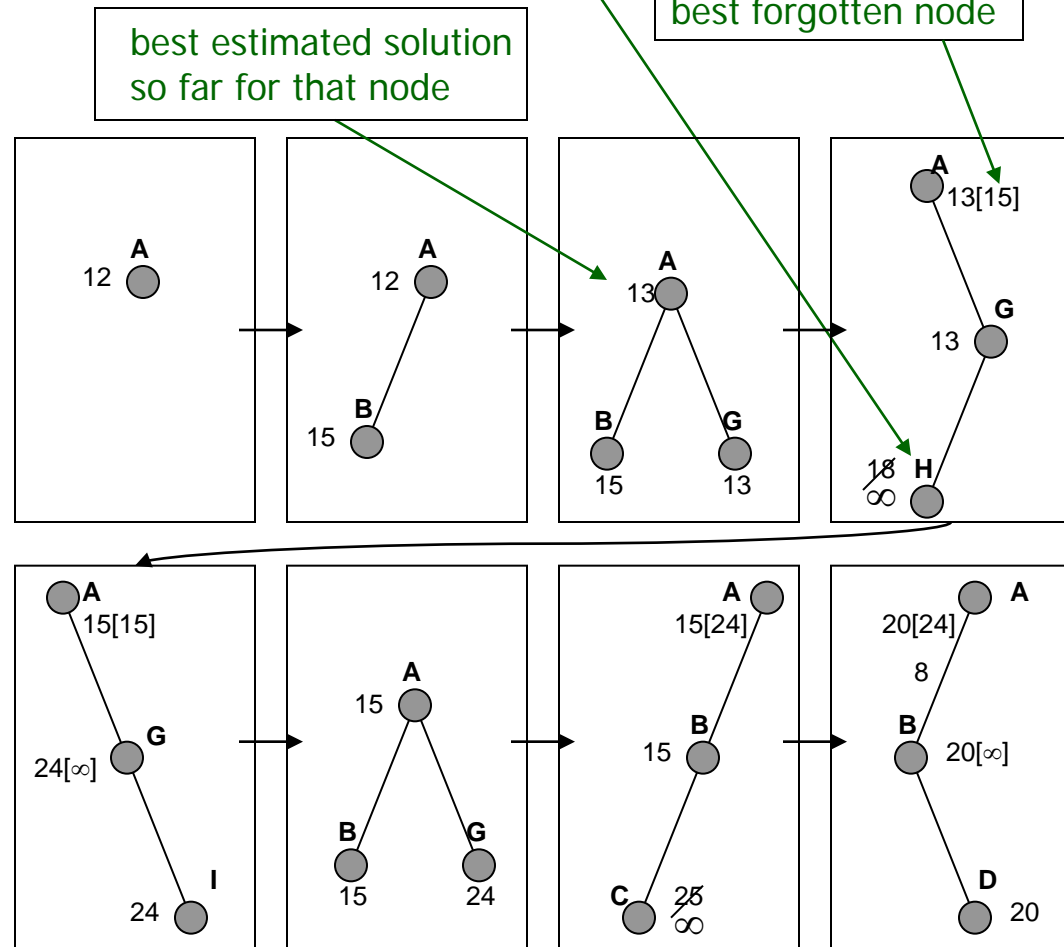 best estimated solution
so far for that node
best forgotten node
A
12
A
12
B
15
A
13
B
G
15
13
A
13[15]
G
13
18
H
∞
A
15[15]
G
24[∞]
I
24
A
15
B
G
15
24
A
15[24]
B
15
C
25
∞
A
20[24]
8
B
20[∞]
D
20